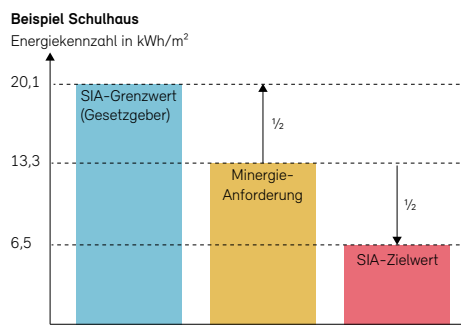 Beispiel Schulhaus
Energiekennzahl in kWh/m²
20,1
SIA-Grenzwert
(Gesetzgeber)
½
13,3
Minergie-
Anforderung
½
6,5
SIA-Zielwert